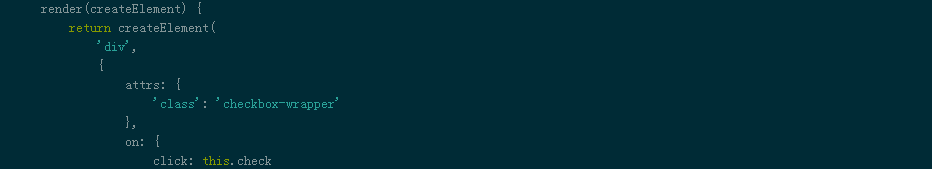 render(createElement) {
return createElement(
'div',
{
attrs: {
'class': 'checkbox-wrapper'
},
on: {
click: this.check